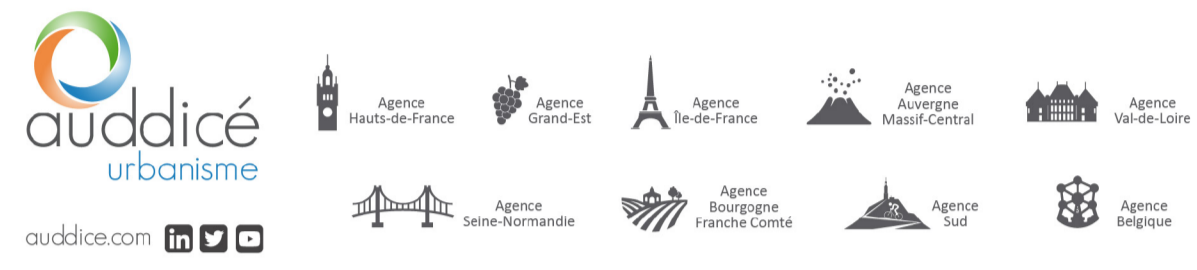 auddicé
urbanisme
auddice.com
Agence
Hauts-de-France
Agence
Grand-Est
Agence
Île-de-France
Agence
Auvergne
Massif-Central
Agence
Val-de-Loire
Agence
Seine-Normandie
Agence
Bourgogne
Franche Comté
Agence
Sud
Agence
Belgique